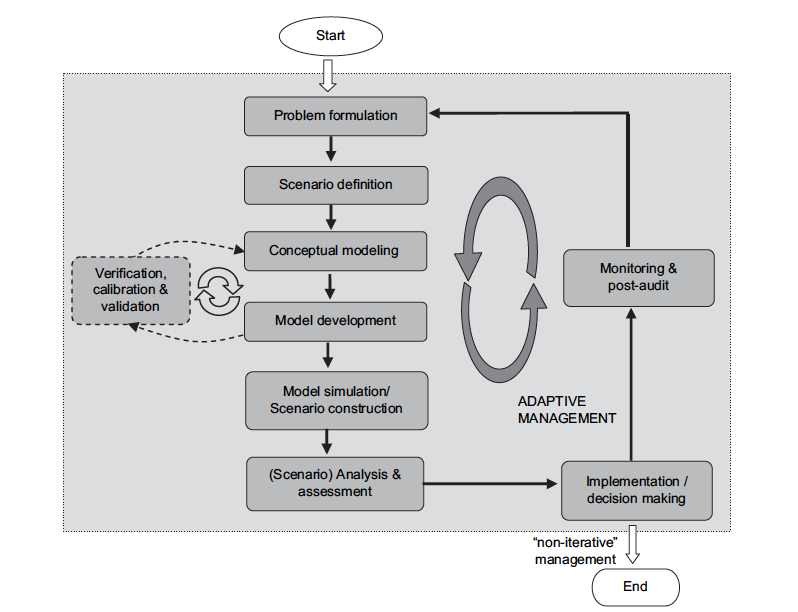 Start
Problem formulation
Scenario definition
Conceptual modeling
Verification,
calibration &
validation
Monitoring &
post-audit
Model development
Model simulation/
Scenario construction
ADAPTIVE
MANAGEMENT
(Scenario) Analysis &
assessment
Implementation /
decision making
“non-iterative”
management
End